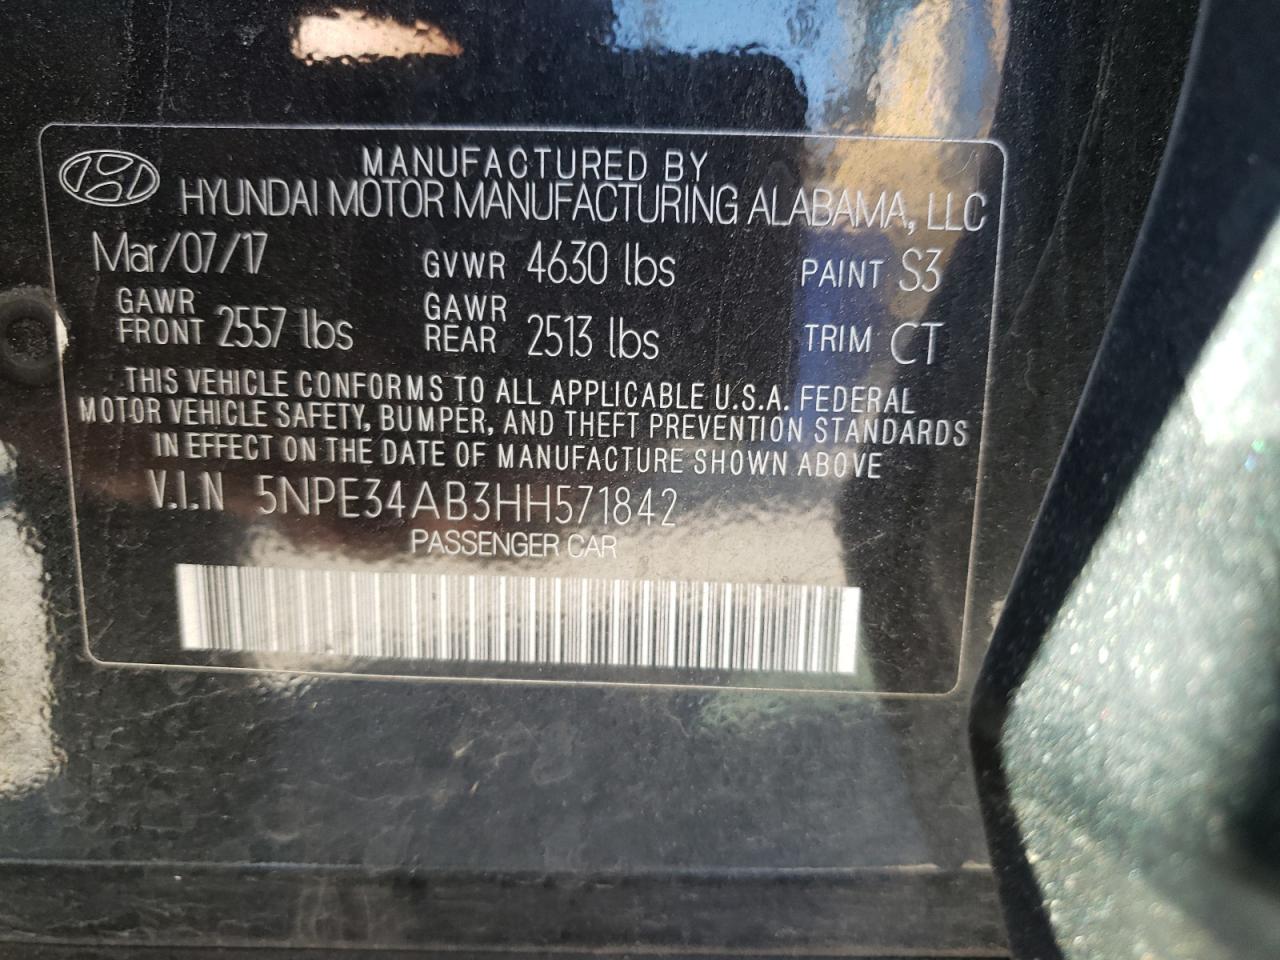 MANUFACTURED BY
HYUNDAI MOTOR MANUFACTURING ALABAMA, LLC
Mar/07/17 GVWR 4630 lbs PAINT S3
GAWR FRONT 2557 lbs GAWR REAR 2513 lbs TRIM CT
THIS VEHICLE CONFORMS TO ALL APPLICABLE U.S.A. FEDERAL
MOTOR VEHICLE SAFETY, BUMPER, AND THEFT PREVENTION STANDARDS
IN EFFECT ON THE DATE OF MANUFACTURE SHOWN ABOVE
V.I.N 5NPE34AB3HH571842
PASSENGER CAR